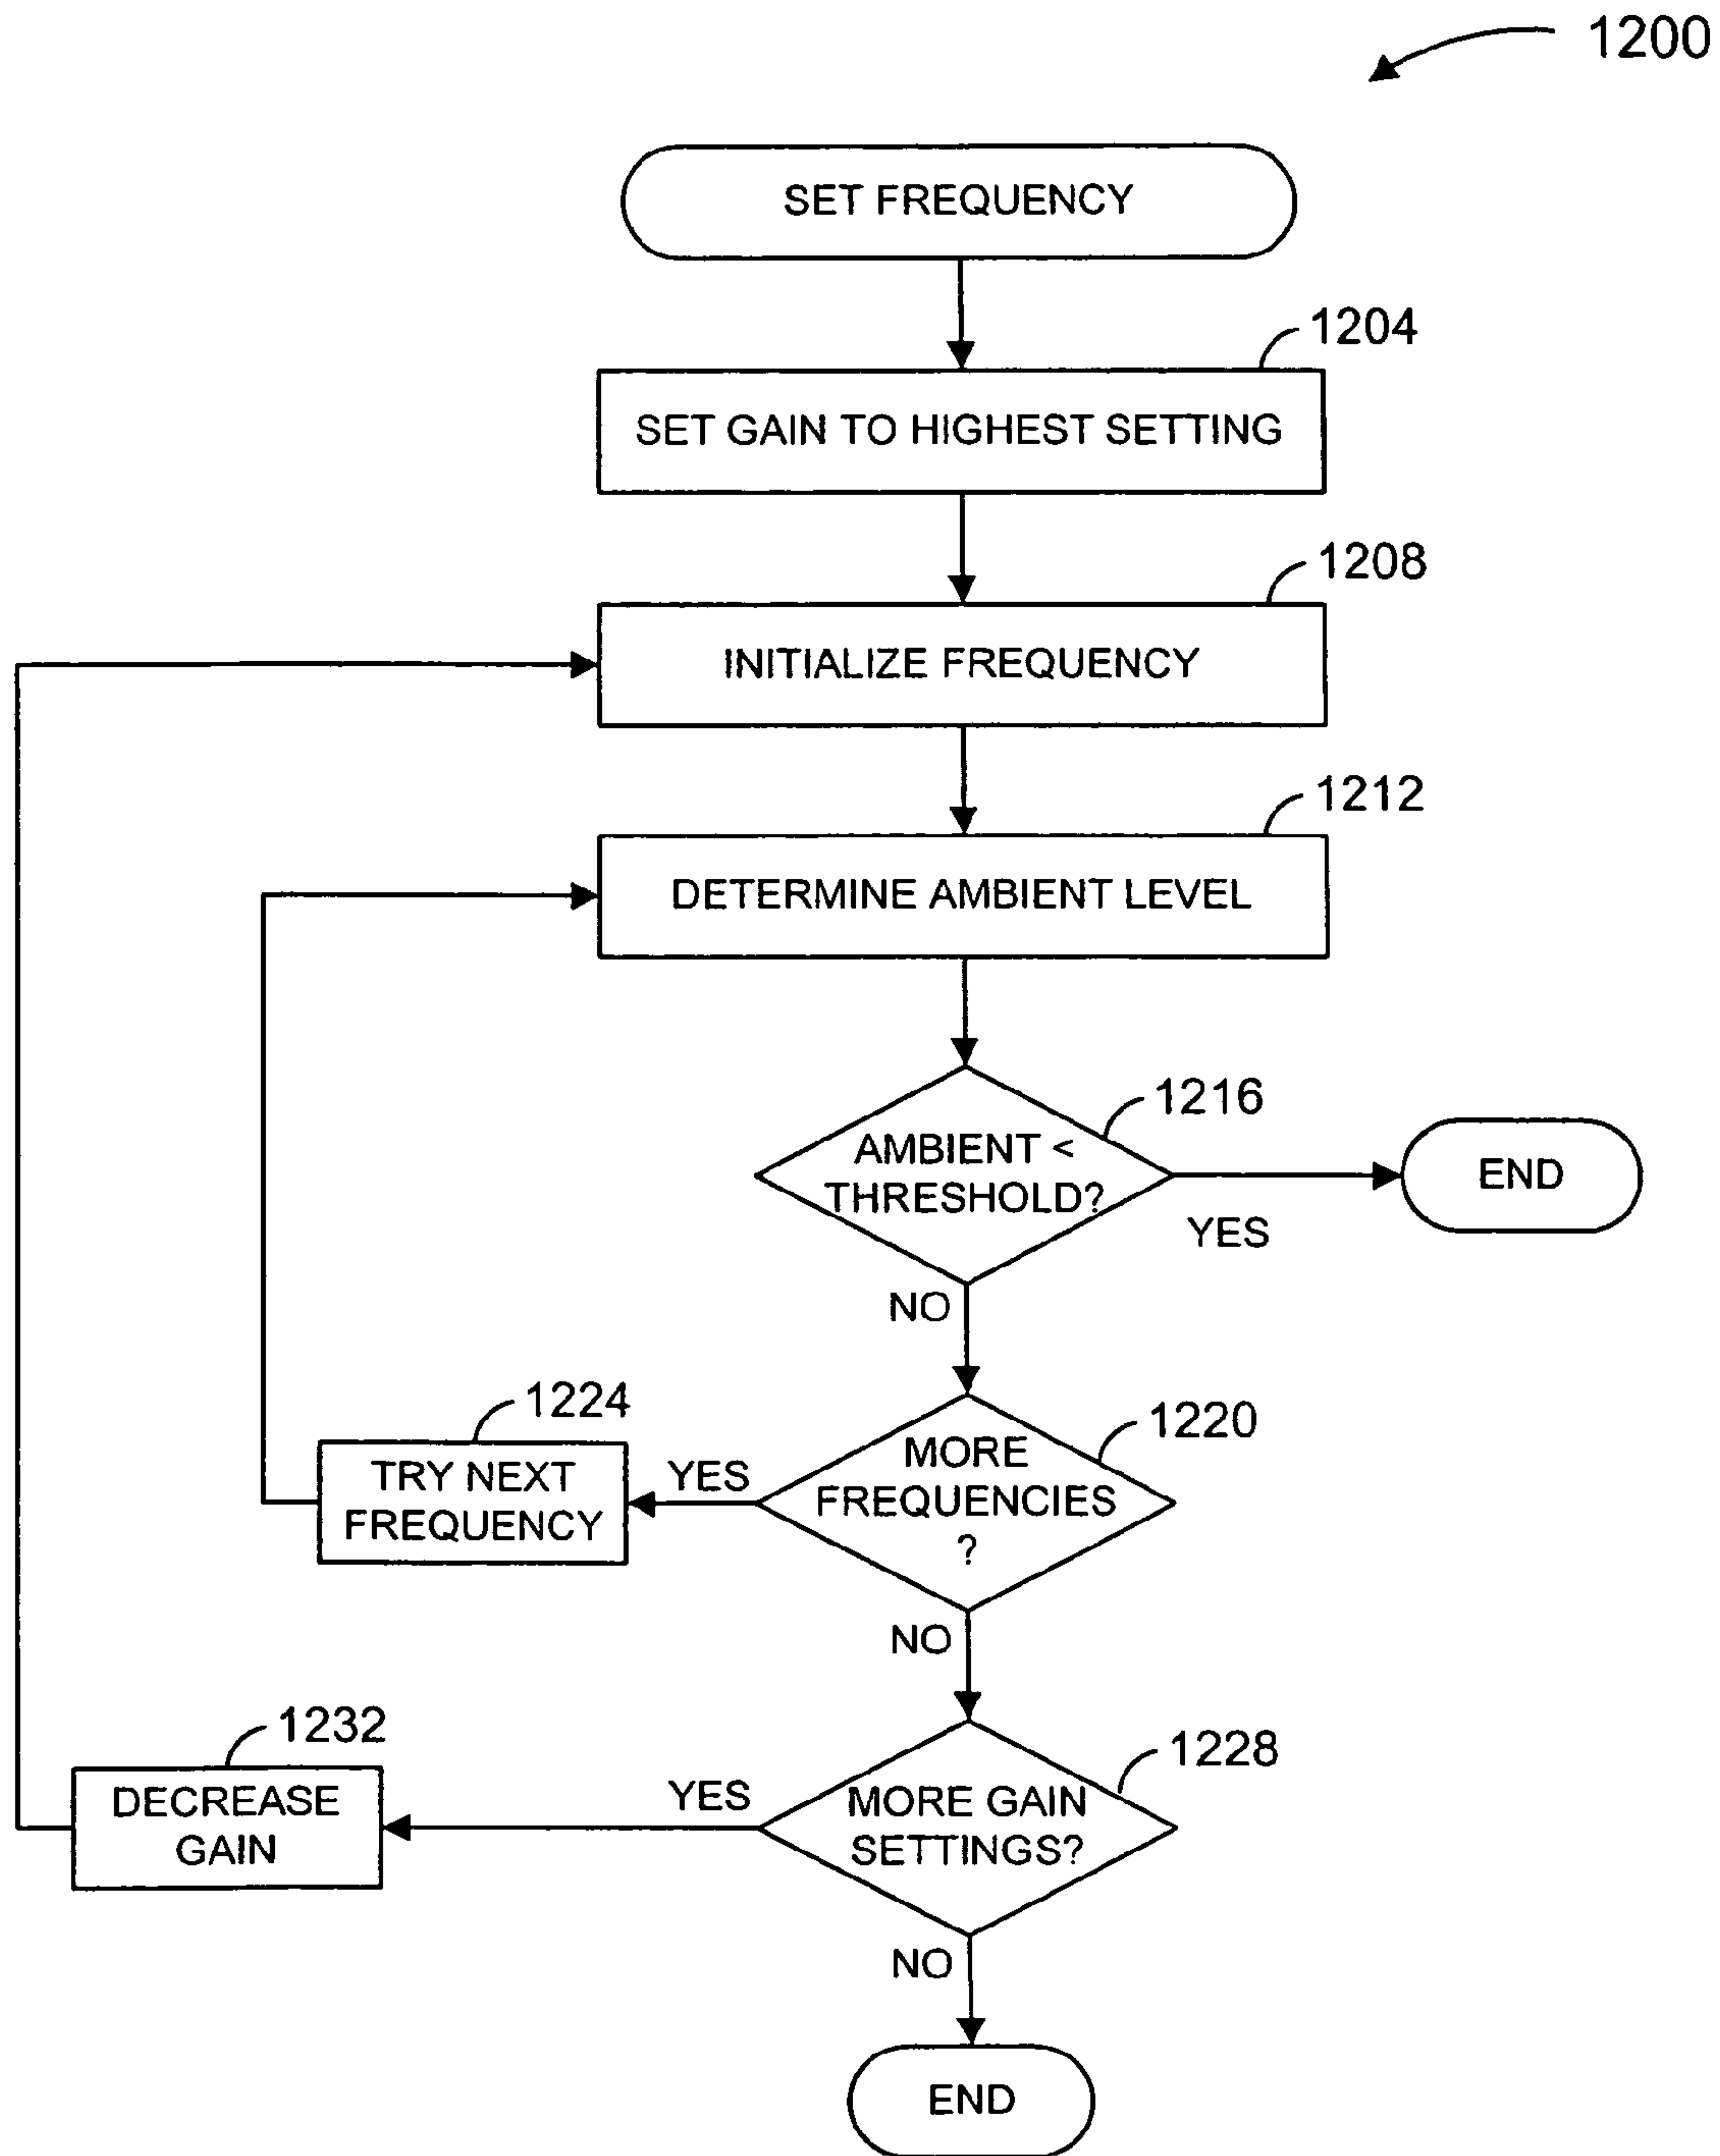 1200
SET FREQUENCY
1204
SET GAIN TO HIGHEST SETTING
1208
INITIALIZE FREQUENCY
1212
DETERMINE AMBIENT LEVEL
1216
AMBIENT <
THRESHOLD?
END
YES
NO
1224
1220
TRY NEXT
FREQUENCY
YES
MORE
FREQUENCIES
?
NO
1232
1228
DECREASE
GAIN
YES
MORE GAIN
SETTINGS?
NO
END